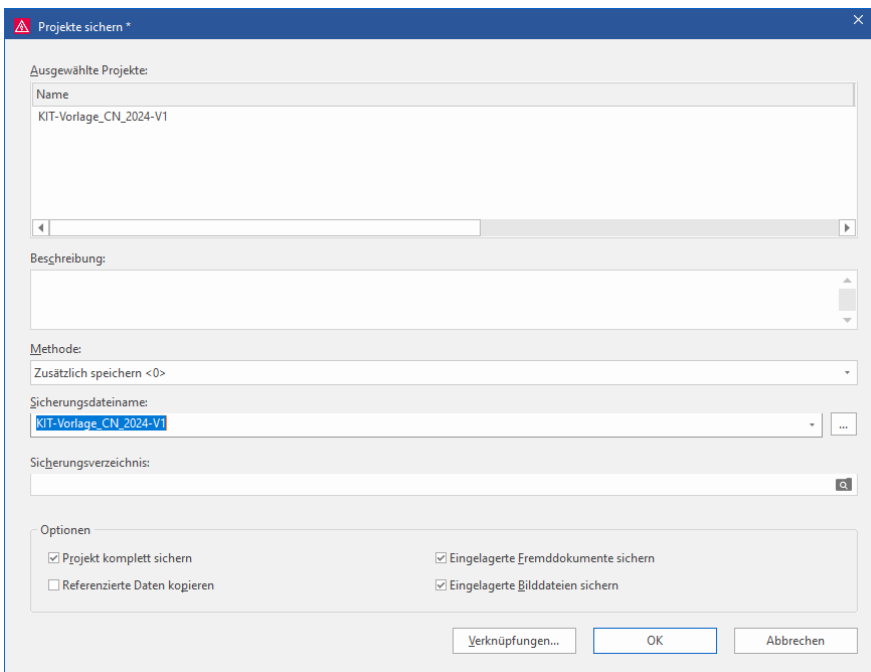 Projekte sichern *
Ausgewählte Projekte:
Name
KIT-Vorlage_CN_2024-V1
Beschreibung:
Methode:
Zusätzlich speichern <0>
Sicherungsdateiname:
KIT-Vorlage_CN_2024-V1
...
Sicherungsverzeichnis:
Optionen
Projekt komplett sichern
Eingelagerte Fremddokumente sichern
Referenzierte Daten kopieren
Eingelagerte Bilddateien sichern
Verknüpfungen...
OK
Abbrechen